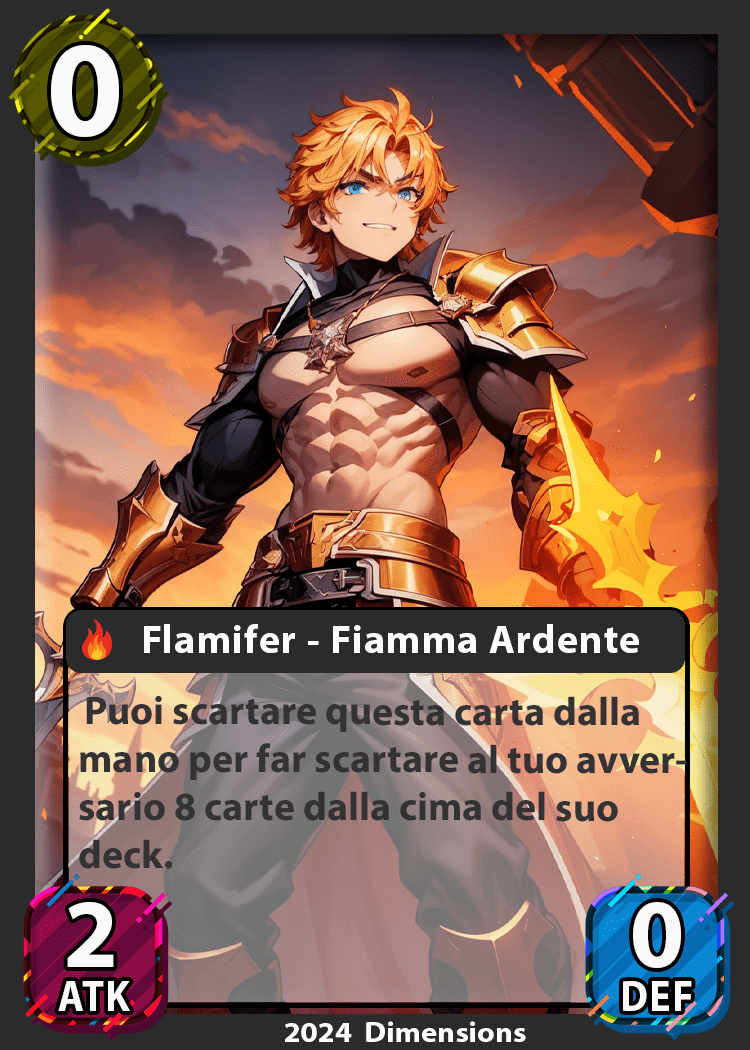 0
Flamifer - Fiamma Ardente
Puoi scartare questa carta dalla
mano per far scartare al tuo avver-
sario 8 carte dalla cima del suo
deck.
2
ATK
0
DEF
2024 Dimensions